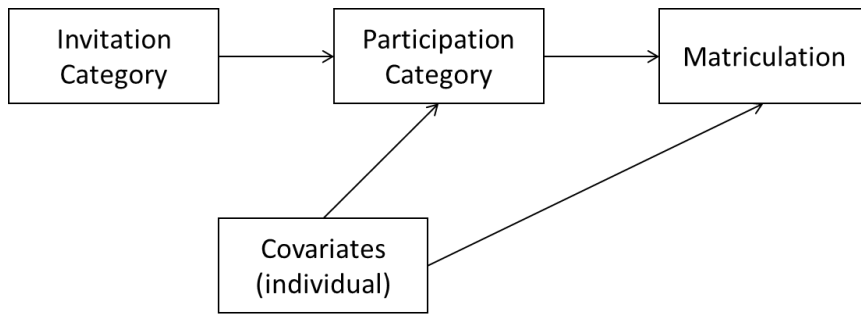 Invitation
Category
Participation
Category
Matriculation
Covariates
(individual)